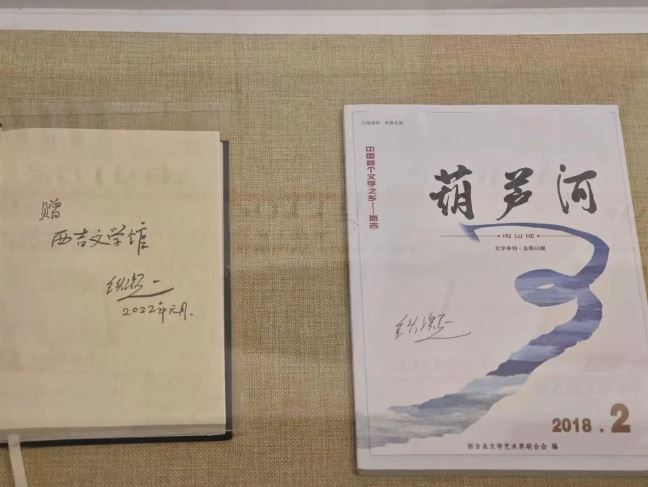 赠
西吉文学馆
2022年元月.
中国首个文学之乡——西吉
葫芦河
HU LU HE
文学季刊·总第41期
2018.2
西吉县文学艺术界联合会 编